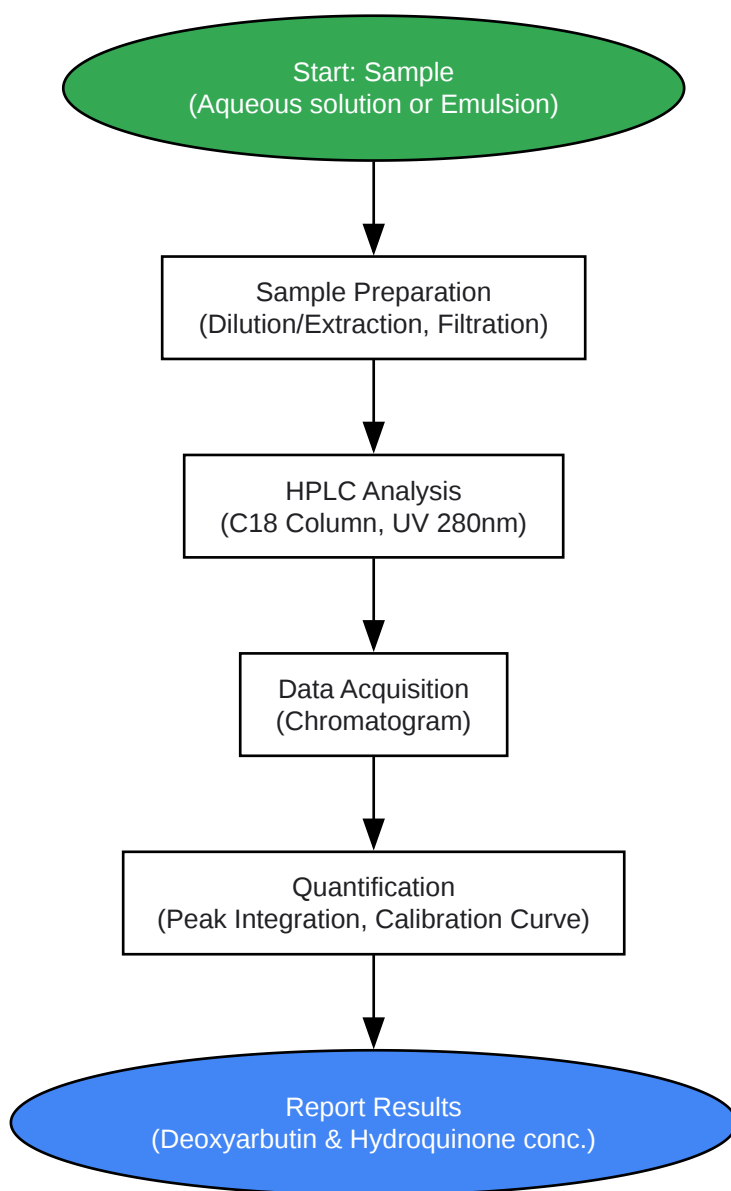 Start: Sample
(Aqueous solution or Emulsion)
Sample Preparation
(Dilution/Extraction, Filtration)
HPLC Analysis
(C18 Column, UV 280nm)
Data Acquisition
(Chromatogram)
Quantification
(Peak Integration, Calibration Curve)
Report Results
(Deoxyarbutin & Hydroquinone conc.)